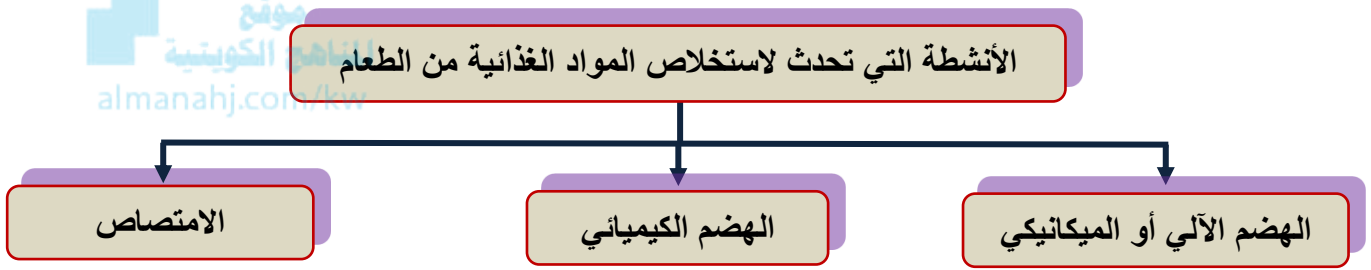 موقع
المناهج الكويتية
almanahj.com/kw
الأنشطة التي تحدث لاستخلاص المواد الغذائية من الطعام
الهضم الآلي أو الميكانيكي
الهضم الكيميائي
الامتصاص